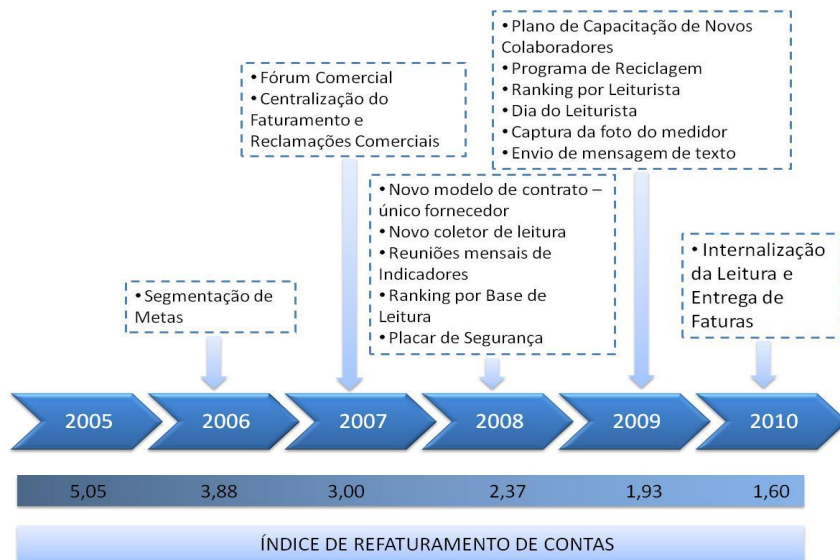 • Plano de Capacitação de Novos
Colaboradores
• Programa de Reciclagem
• Ranking por Leiturista
• Dia do Leiturista
• Captura da foto do medidor
• Envio de mensagem de texto
• Fórum Comercial
• Centralização do
Faturamento e
Reclamações Comerciais
• Novo modelo de contrato –
único fornecedor
• Novo coletor de leitura
• Reuniões mensais de
Indicadores
• Ranking por Base de
Leitura
• Placar de Segurança
• Internalização
da Leitura e
Entrega de
Faturas
• Segmentação de
Metas
2005 2006 2007 2008 2009 2010
5,05 3,88 3,00 2,37 1,93 1,60
ÍNDICE DE REFATURAMENTO DE CONTAS